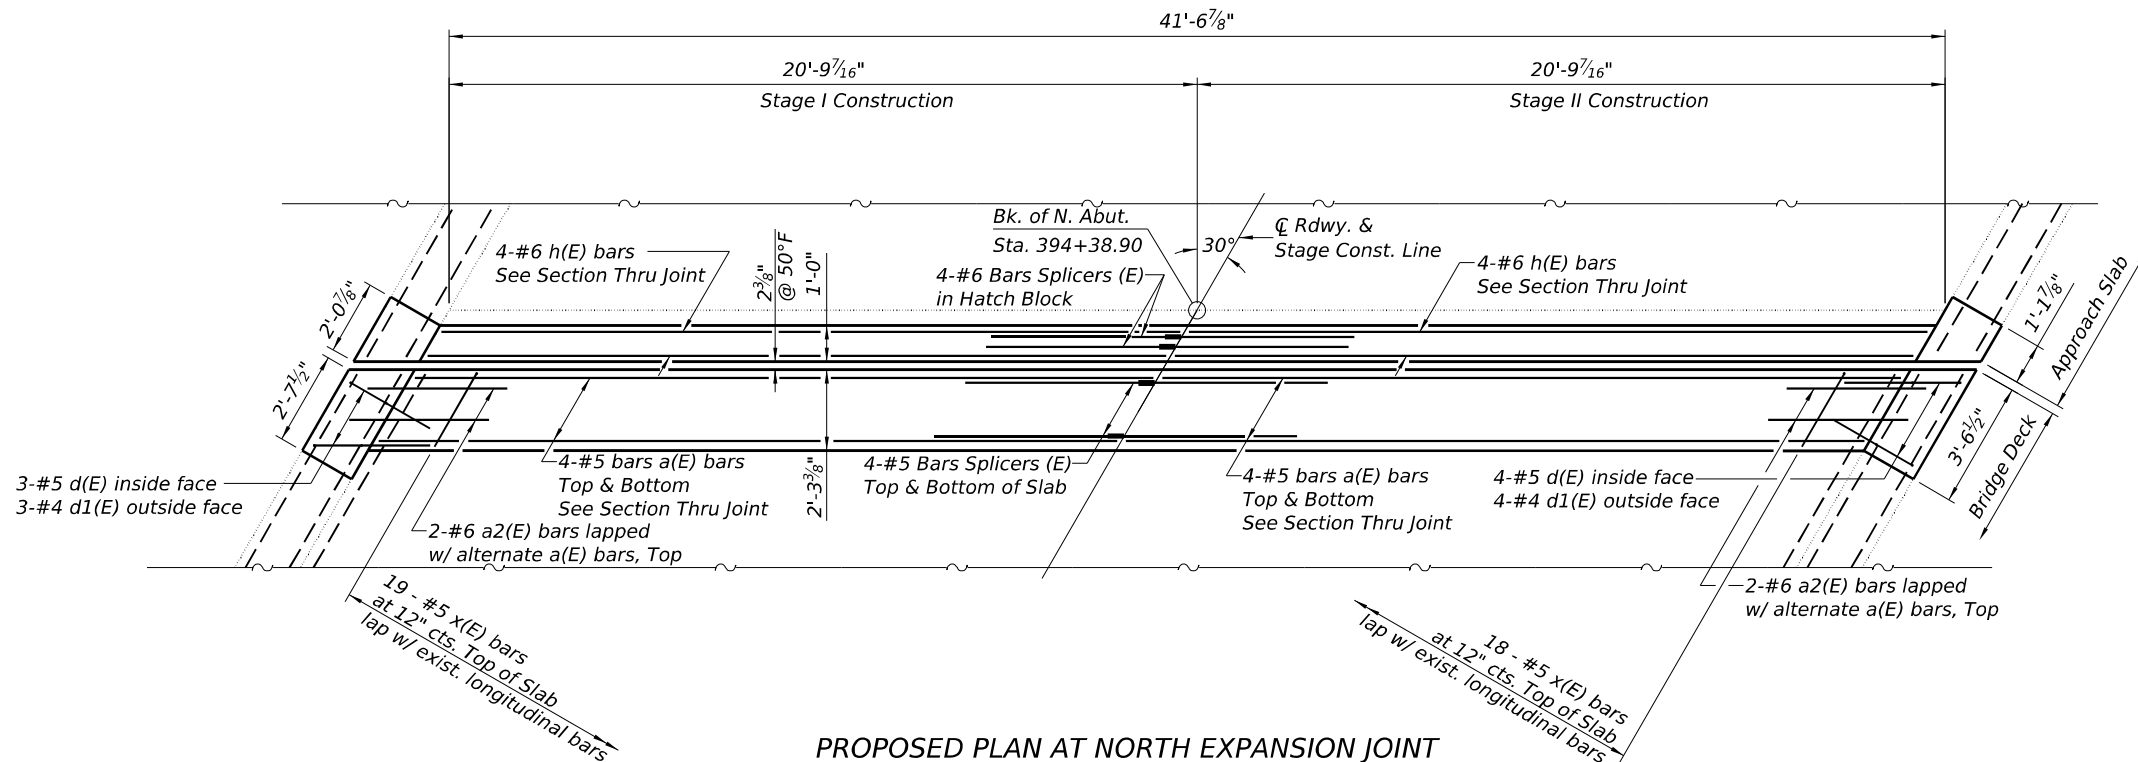 41'-6⅞"
20'-9⁷⁄₁₆"
20'-9⁷⁄₁₆"
Stage I Construction
Stage II Construction
Bk. of N. Abut.
Sta. 394+38.90
30°
℄ Rdwy. &
Stage Const. Line
4-#6 h(E) bars
See Section Thru Joint
2⅜"
@ 50°F
1'-0"
4-#6 Bars Splicers (E)
in Hatch Block
4-#6 h(E) bars
See Section Thru Joint
2'-0⅞"
2'-7½"
1'-1⅞"
Approach Slab
3'-6½"
Bridge Deck
3-#5 d(E) inside face
3-#4 d1(E) outside face
4-#5 bars a(E) bars
Top & Bottom
See Section Thru Joint
2'-3⅜"
4-#5 Bars Splicers (E)
Top & Bottom of Slab
4-#5 bars a(E) bars
Top & Bottom
See Section Thru Joint
4-#5 d(E) inside face
4-#4 d1(E) outside face
2-#6 a2(E) bars lapped
w/ alternate a(E) bars, Top
2-#6 a2(E) bars lapped
w/ alternate a(E) bars, Top
19 - #5 x(E) bars
at 12" cts. Top of Slab
lap w/ exist. longitudinal bars
18 - #5 x(E) bars
at 12" cts. Top of Slab
lap w/ exist. longitudinal bars
PROPOSED PLAN AT NORTH EXPANSION JOINT